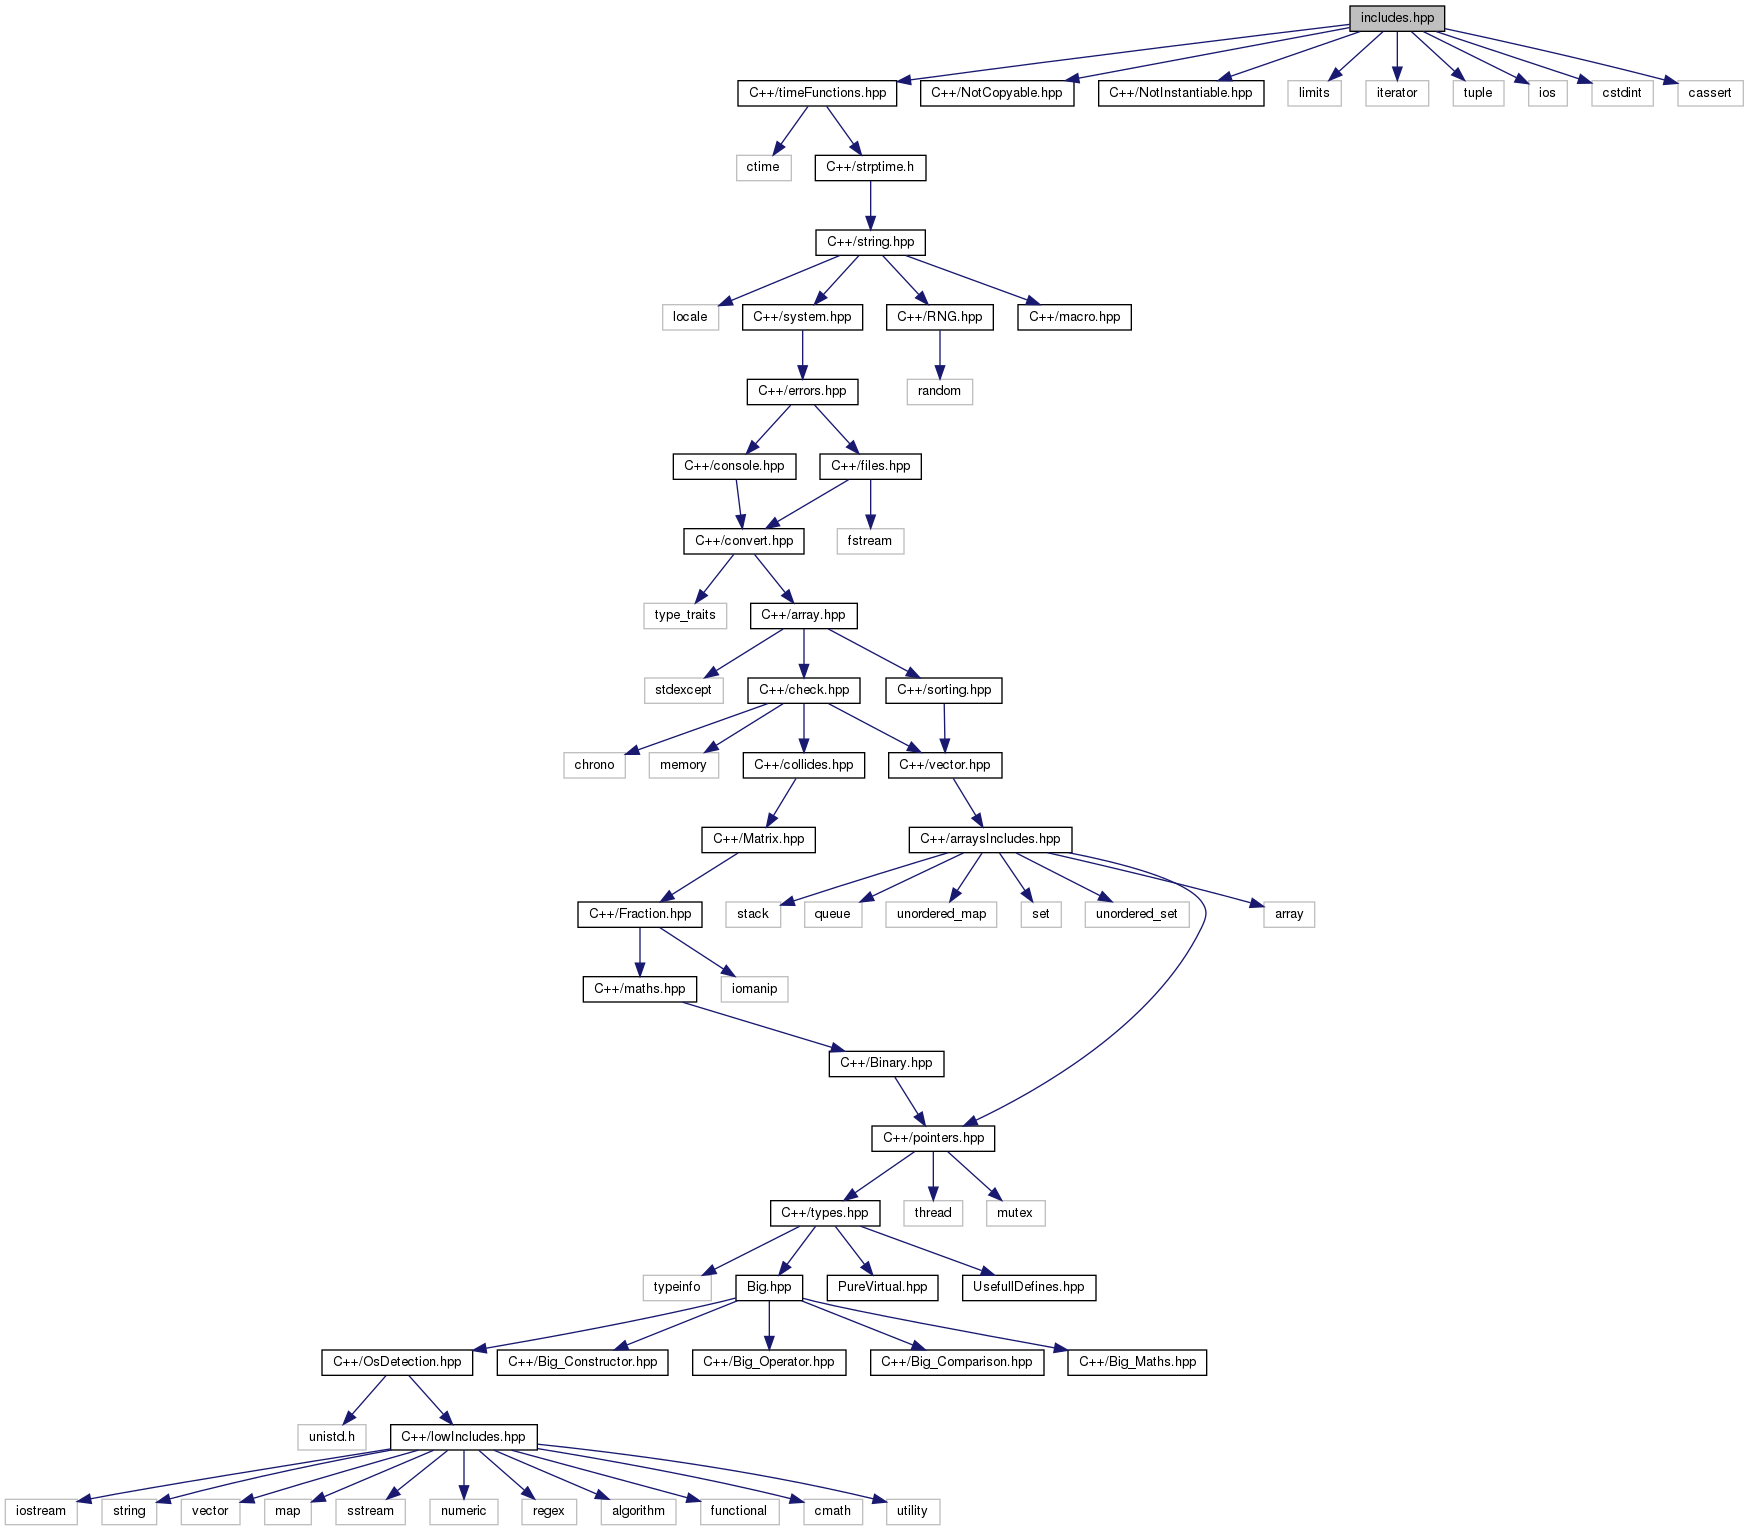 includes.hpp
C++/timeFunctions.hpp
C++/NotCopyable.hpp
C++/NotInstantiable.hpp
limits
iterator
tuple
ios
cstdint
cassert
ctime
C++/strptime.h
C++/string.hpp
locale
C++/system.hpp
C++/RNG.hpp
C++/macro.hpp
C++/errors.hpp
random
C++/console.hpp
C++/files.hpp
C++/convert.hpp
fstream
type_traits
C++/array.hpp
stdexcept
C++/check.hpp
C++/sorting.hpp
chrono
memory
C++/collides.hpp
C++/vector.hpp
C++/Matrix.hpp
C++/arraysIncludes.hpp
C++/Fraction.hpp
stack
queue
unordered_map
set
unordered_set
array
C++/maths.hpp
iomanip
C++/Binary.hpp
C++/pointers.hpp
C++/types.hpp
thread
mutex
typeinfo
Big.hpp
PureVirtual.hpp
UsefullDefines.hpp
C++/OsDetection.hpp
C++/Big_Constructor.hpp
C++/Big_Operator.hpp
C++/Big_Comparison.hpp
C++/Big_Maths.hpp
unistd.h
C++/lowIncludes.hpp
iostream
string
vector
map
sstream
numeric
regex
algorithm
functional
cmath
utility